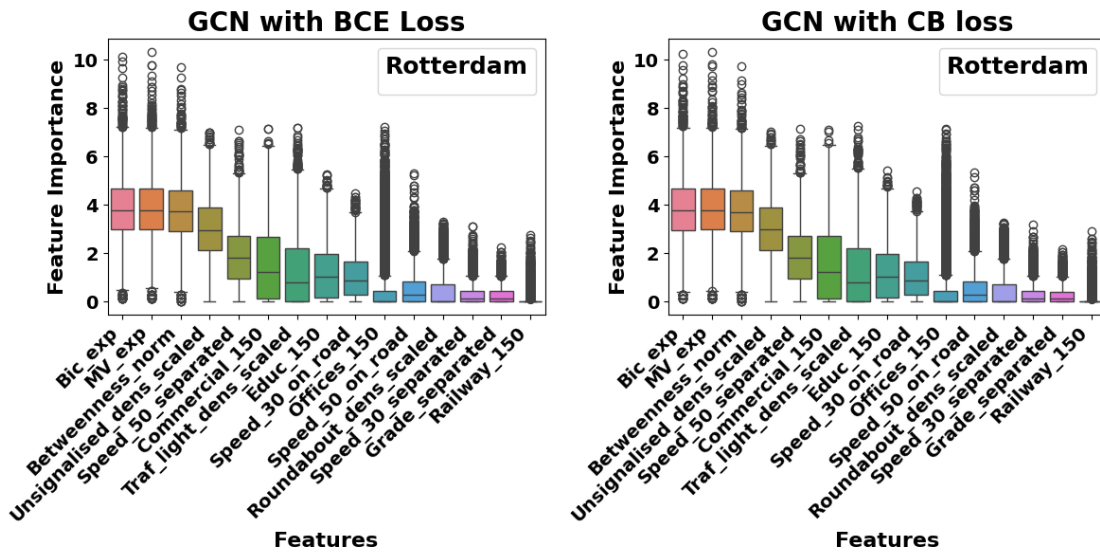 GCN with BCE Loss
Rotterdam
Feature Importance
10
8
6
4
2
0
Bic_exp
MV_exp
Betweenness_norm
Unsignalised_dens_scaled
Speed_50_separated
Commercial_150
Traf_light_dens_scaled
Educ_150
Speed_30_on_road
Offices_150
Speed_50_on_road
Roundabout_dens_scaled
Speed_30_separated
Grade_separated
Railway_150
Features
GCN with CB loss
Rotterdam
Feature Importance
10
8
6
4
2
0
Bic_exp
MV_exp
Betweenness_norm
Unsignalised_dens_scaled
Speed_50_separated
Commercial_150
Traf_light_dens_scaled
Educ_150
Speed_30_on_road
Offices_150
Speed_50_on_road
Roundabout_dens_scaled
Speed_30_separated
Grade_separated
Railway_150
Features